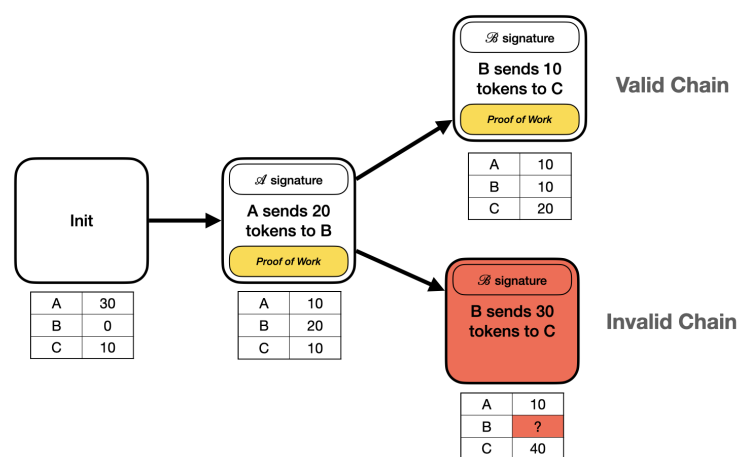 Init
A 30
B 0
C 10
𝒜 signature
A sends 20
tokens to B
Proof of Work
A 10
B 20
C 10
ℬ signature
B sends 10
tokens to C
Proof of Work
A 10
B 10
C 20
Valid Chain
ℬ signature
B sends 30
tokens to C
A 10
B ?
C 40
Invalid Chain